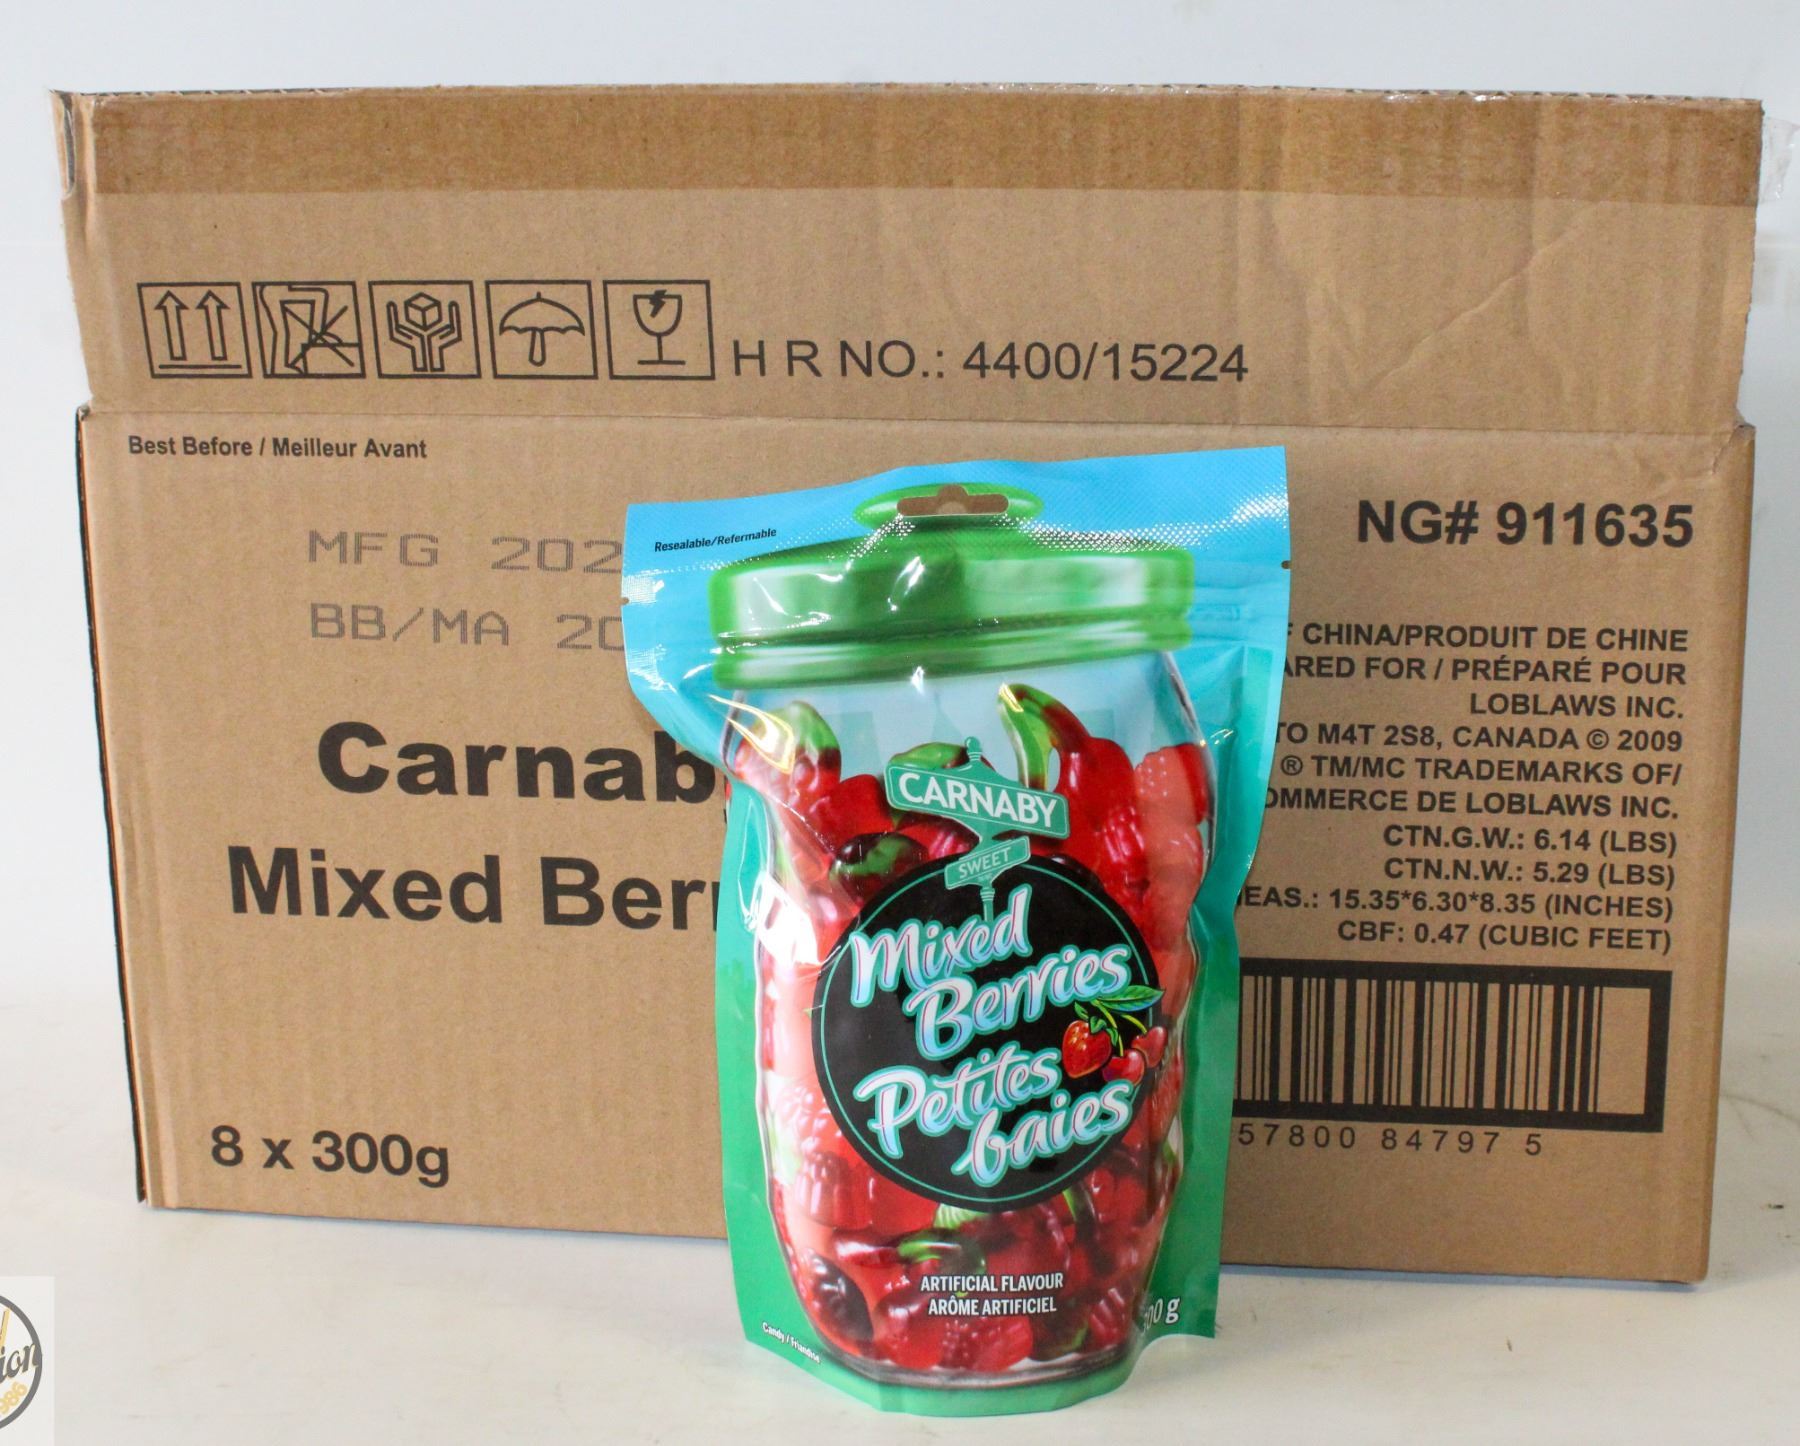 H R NO.: 4400/15224
Best Before / Meilleur Avant
MFG 202
BB/MA 20
Carnab
Mixed Ber
8 x 300g
NG# 911635
CHINA/PRODUIT DE CHINE
ARED FOR / PRÉPARÉ POUR
LOBLAWS INC.
TO M4T 2S8, CANADA © 2009
® TM/MC TRADEMARKS OF/
OMMERCE DE LOBLAWS INC.
CTN.G.W.: 6.14 (LBS)
CTN.N.W.: 5.29 (LBS)
EAS.: 15.35*6.30*8.35 (INCHES)
CBF: 0.47 (CUBIC FEET)
57800 84797 5
Resealable/Refermable
CARNABY
SWEET
Mixed
Berries
Petites
baies
ARTIFICIAL FLAVOUR
ARÔME ARTIFICIEL
Candy / Friandise
00 g
ion
986